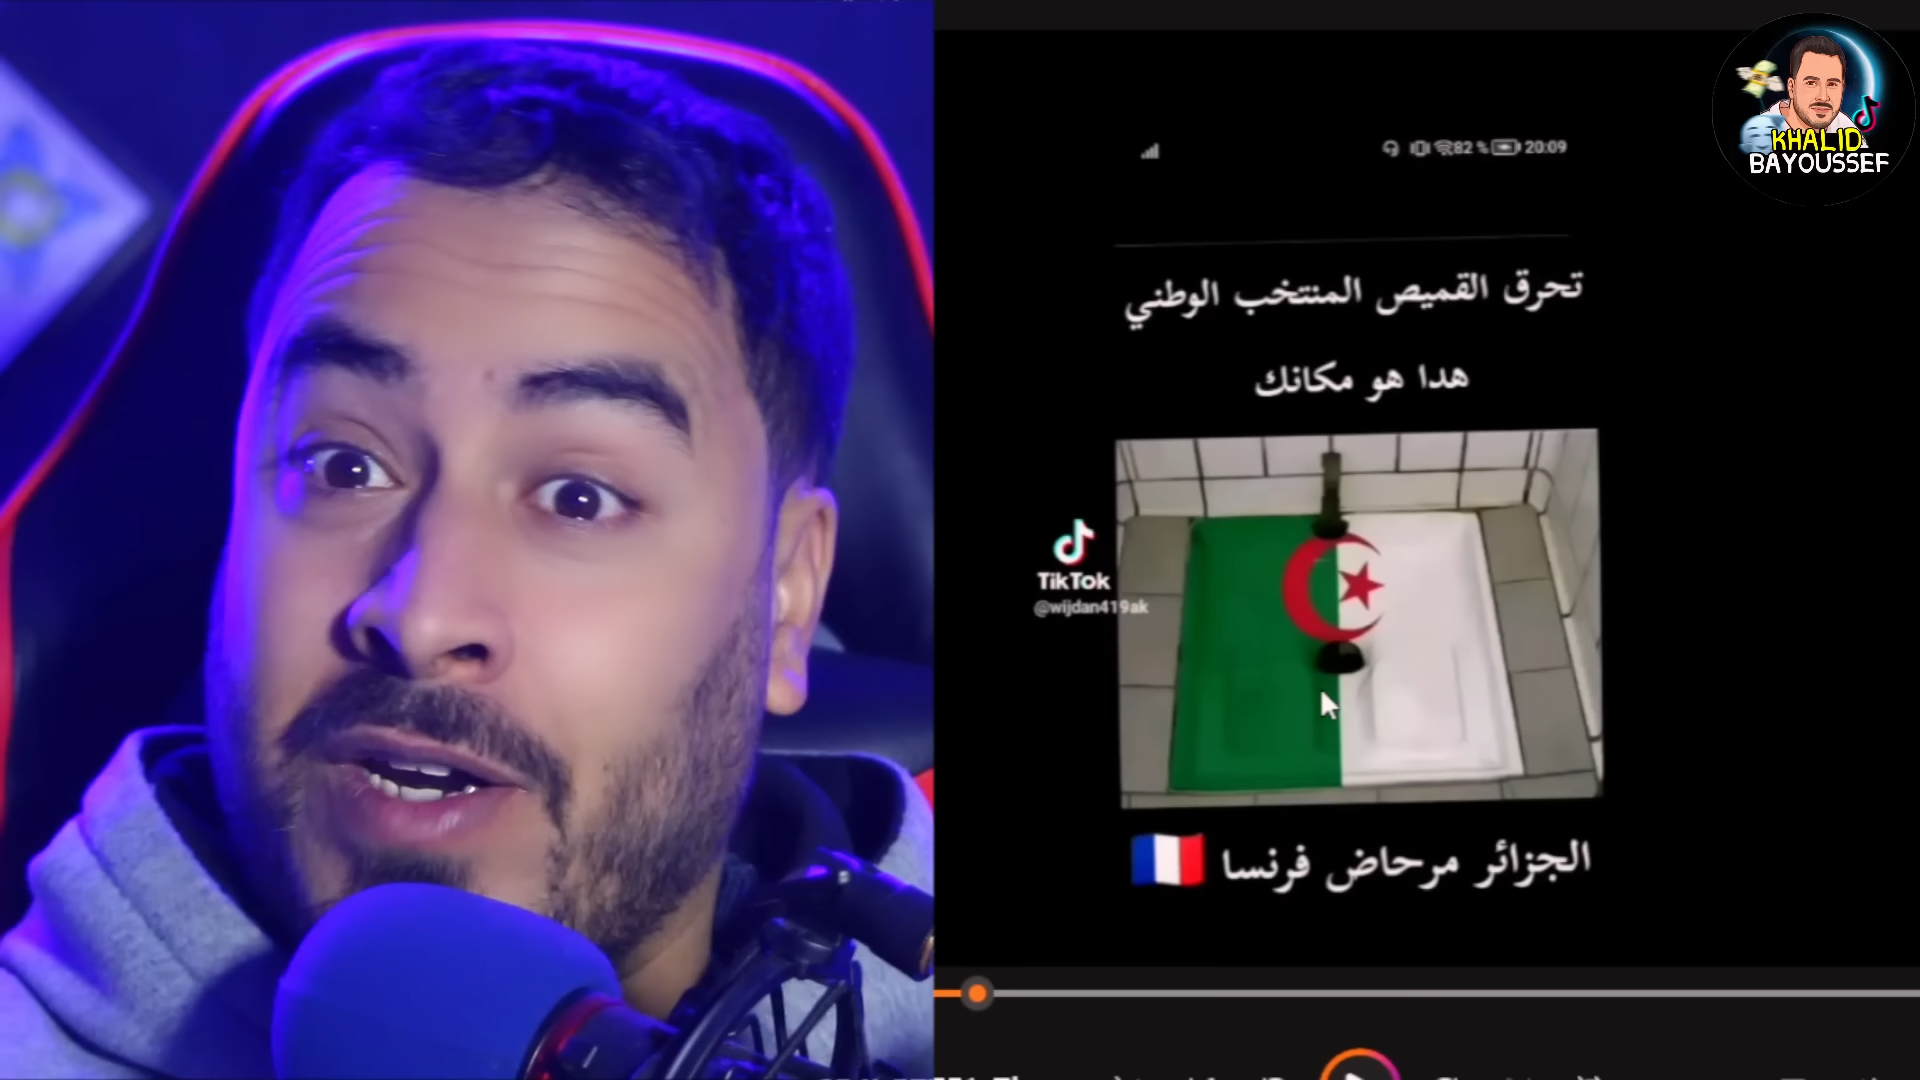 KHALID
BAYOUSSEF
82 % 20:09
تحرق القميص المنتخب الوطني
هدا هو مكانك
TikTok
@wijdan419ak
الجزائر مرحاض فرنسا